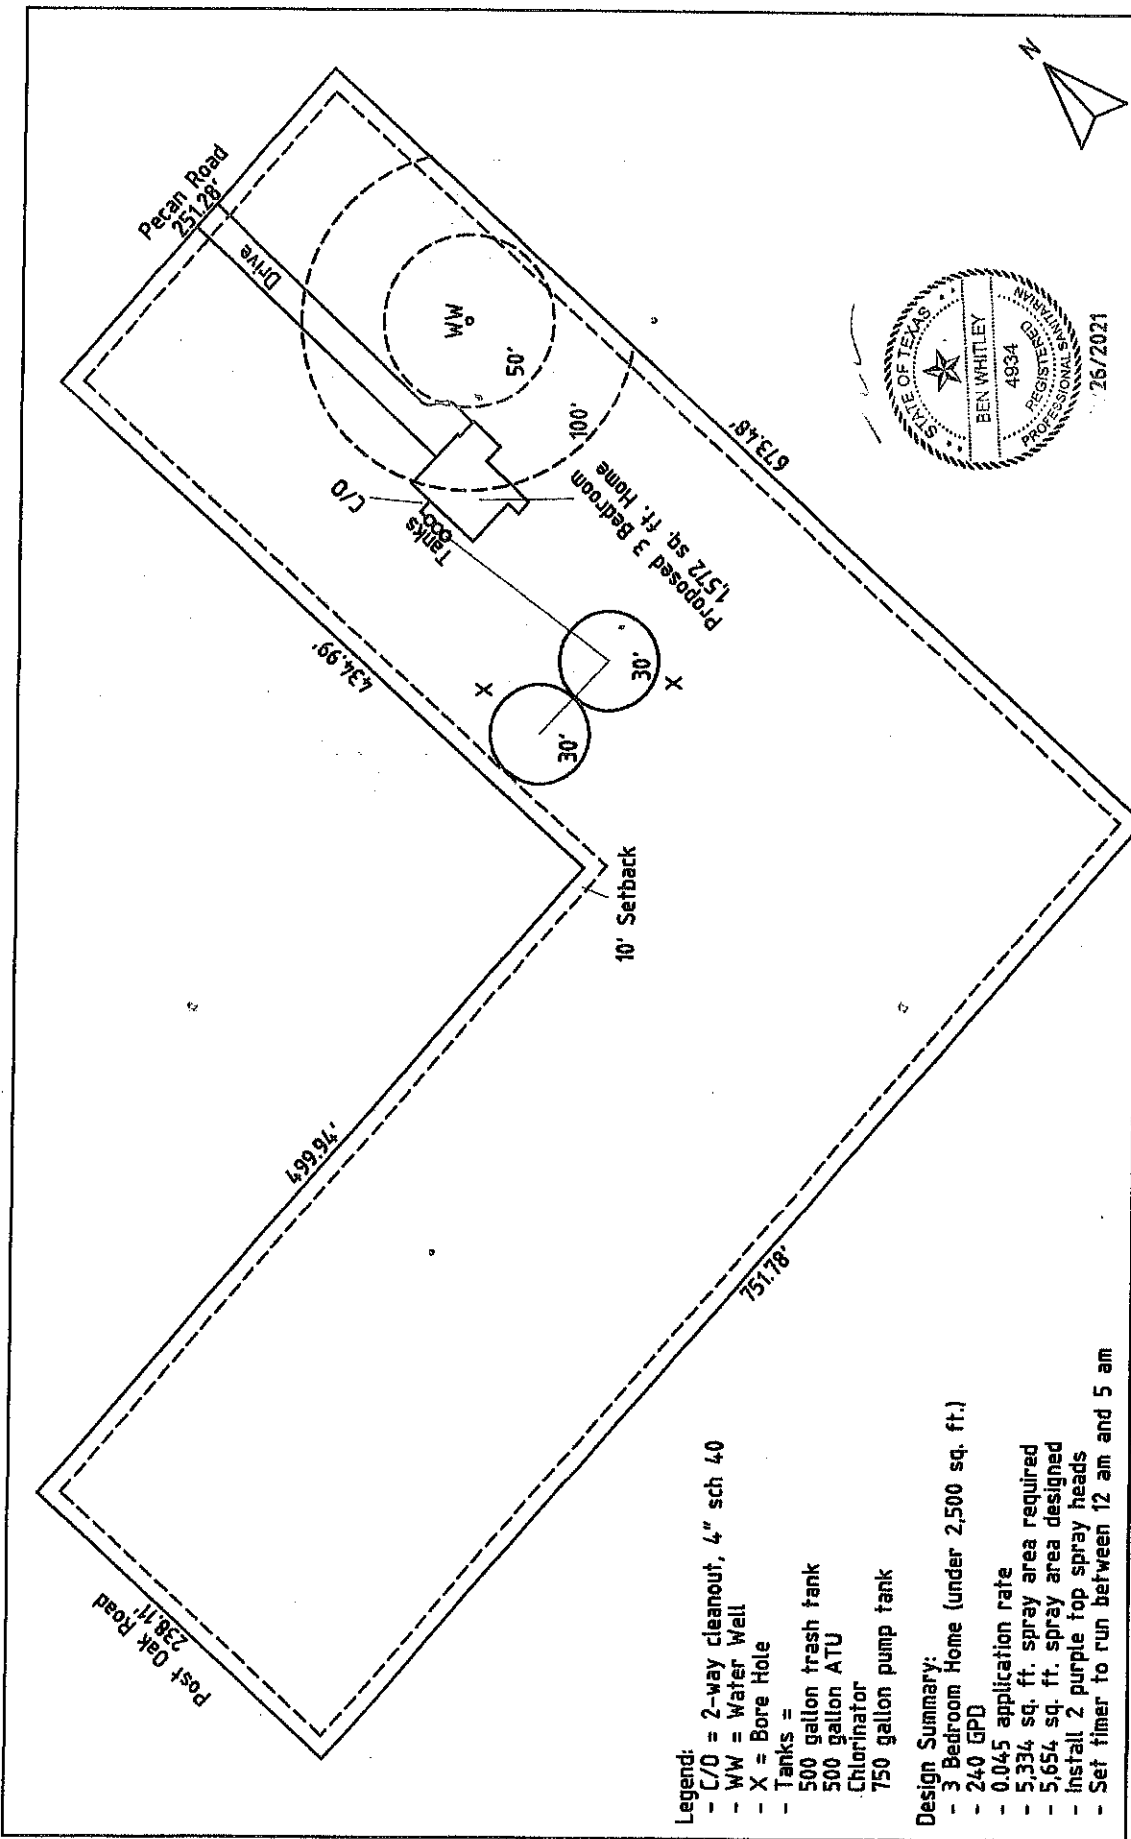 N
Pecan Road
251.28'
Drive
WW
50'
100'
C/O
Tanks
Proposed 3 Bedroom
1,572 sq. ft. Home
434.99'
673.48'
X
30'
30'
X
10' Setback
499.94'
751.78'
Post Oak Road
238.11'
STATE OF TEXAS
BEN WHITLEY
4934
REGISTERED
PROFESSIONAL SANITARIAN
26/2021
Legend:
- C/O = 2-way cleanout, 4" sch 40
- WW = Water Well
- X = Bore Hole
- Tanks =
500 gallon trash tank
500 gallon ATU
Chlorinator
750 gallon pump tank
Design Summary:
- 3 Bedroom Home (under 2,500 sq. ft.)
- 240 GPD
- 0.045 application rate
- 5,334 sq. ft. spray area required
- 5,654 sq. ft. spray area designed
- Install 2 purple top spray heads
- Set timer to run between 12 am and 5 am